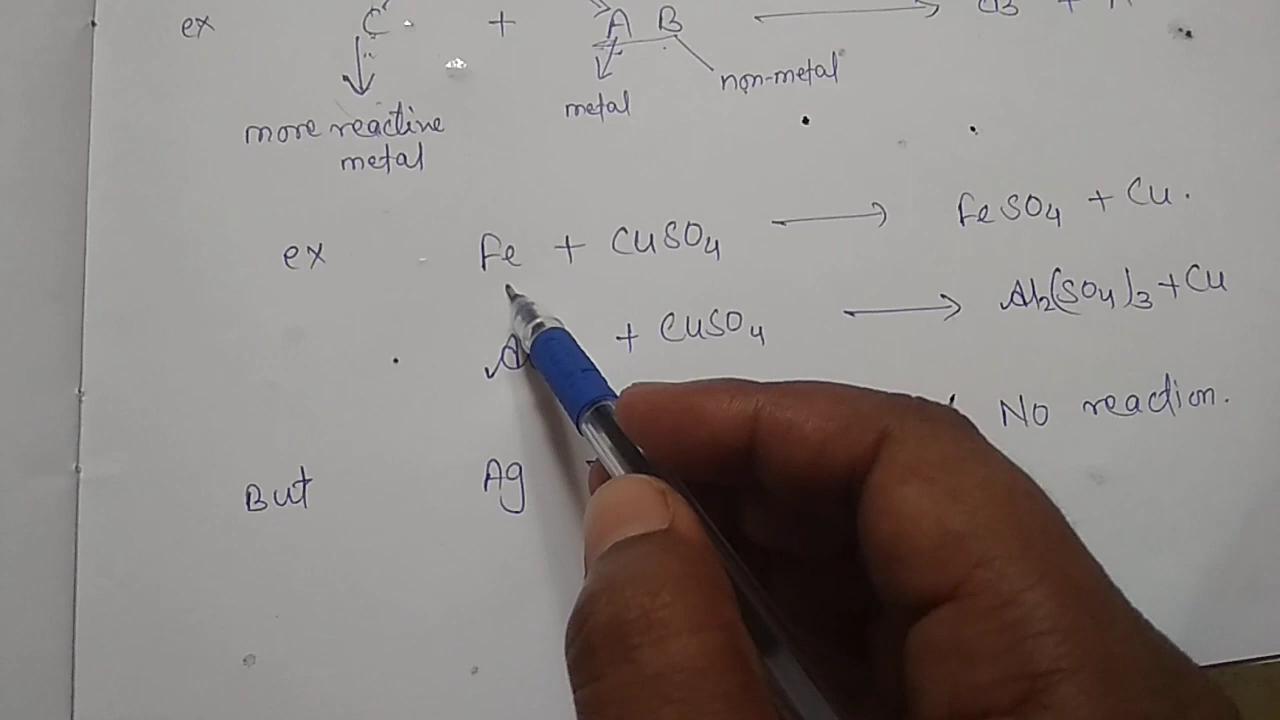 ex C + A B ⟶
metal non-metal
more reactive
metal
ex Fe + CuSO4 ⟶ FeSO4 + Cu.
+ CuSO4 ⟶ Al2(SO4)3 + Cu
No reaction.
But Ag